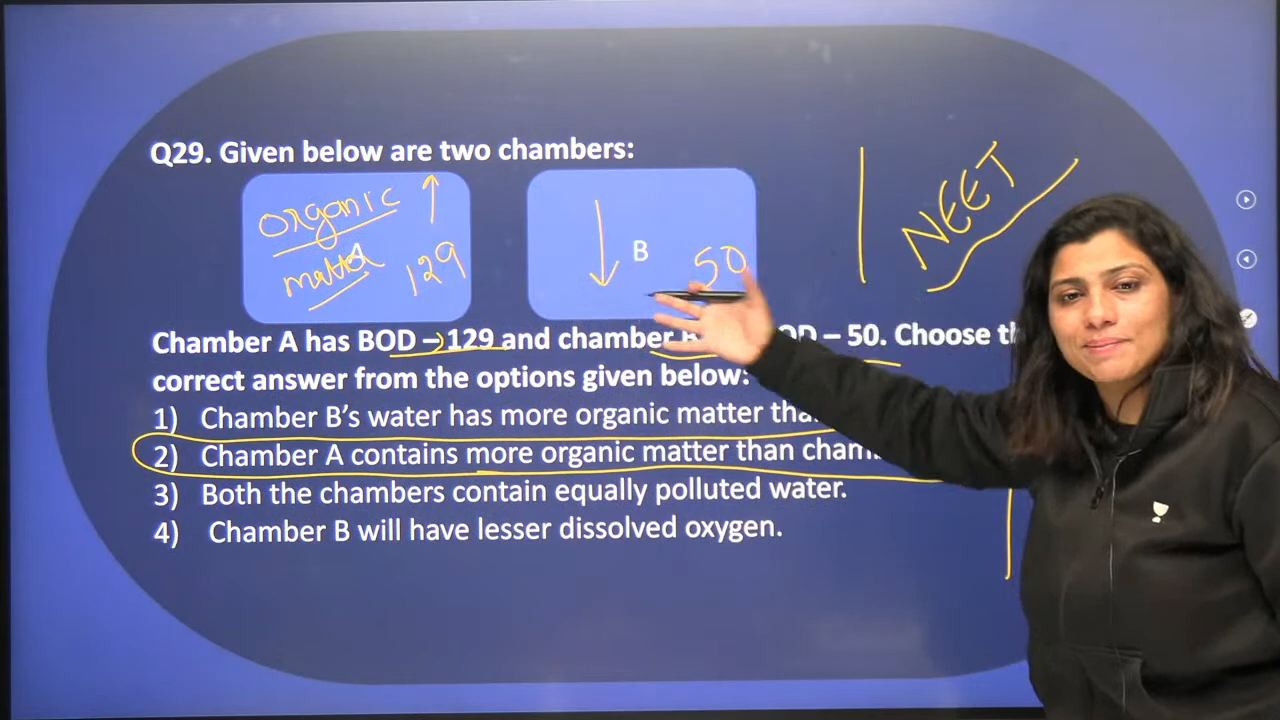 Q29. Given below are two chambers:
organic ↑
matter A 129
↓ B 50
NEET
Chamber A has BOD → 129 and chamber B OD – 50. Choose th
correct answer from the options given below:
1) Chamber B's water has more organic matter tha
2) Chamber A contains more organic matter than cham
3) Both the chambers contain equally polluted water.
4) Chamber B will have lesser dissolved oxygen.